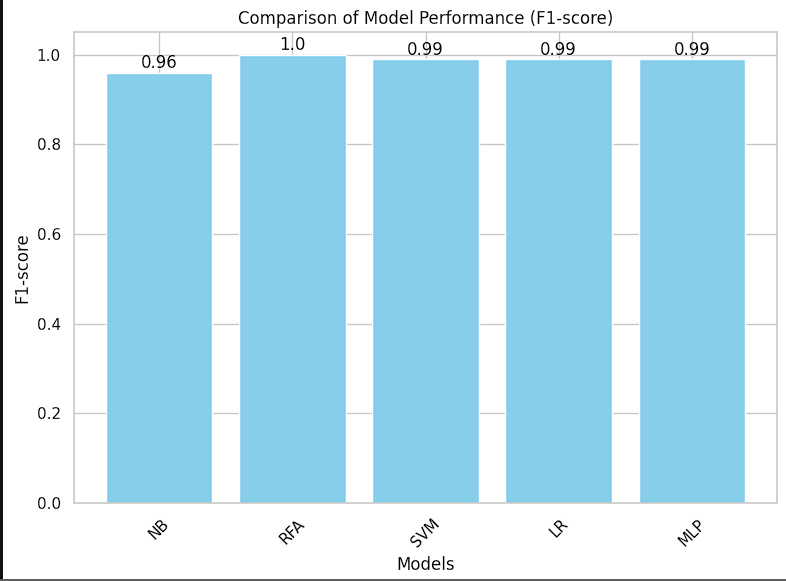 Comparison of Model Performance (F1-score)
0.96
1.0
0.99
0.99
0.99
1.0
0.8
0.6
0.4
0.2
0.0
F1-score
NB
RFA
SVM
LR
MLP
Models